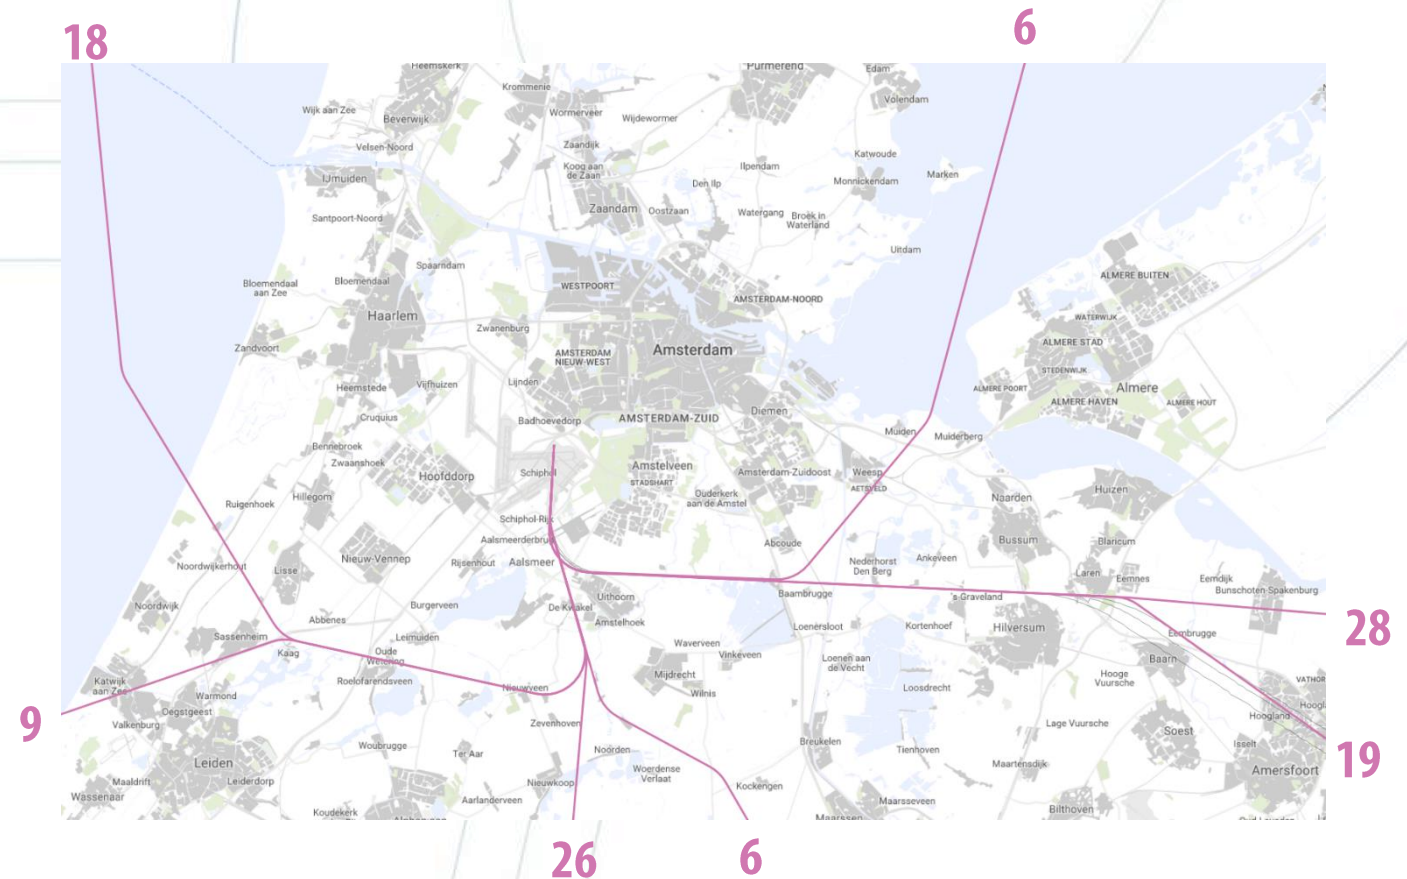 18
6
Heemskerk
Purmerend
Edam
Krommenie
Volendam
Wijk aan Zee
Wormerveer
Wijdewormer
Beverwijk
Velsen-Noord
Zaandijk
Katwoude
Koog aan
de Zaan
Ilpendam
Marken
IJmuiden
Den Ilp
Monnickendam
Zaandam
Oostzaan
Watergang
Broek in
Waterland
Santpoort-Noord
Uitdam
Spaarndam
ALMERE BUITEN
Bloemendaal
aan Zee
Bloemendaal
WESTPOORT
AMSTERDAM-NOORD
Haarlem
WATERWIJK
Zwanenburg
ALMERE STAD
Zandvoort
AMSTERDAM
NIEUW-WEST
Amsterdam
STEDENWIJK
Heemstede
Vijfhuizen
Lijnden
ALMERE POORT
Almere
ALMERE HAVEN
ALMERE HOUT
Cruquius
Badhoevedorp
AMSTERDAM-ZUID
Diemen
Muiden
Muiderberg
Bennebroek
Zwaanshoek
Hoofddorp
Schiphol
Amstelveen
STADSHART
Amsterdam-Zuidoost
Weesp
AETSVELD
Hillegom
Ruigenhoek
Ouderkerk
aan de Amstel
Naarden
Huizen
Schiphol-Rijk
Aalsmeerderbrug
Abcoude
Bussum
Blaricum
Nieuw-Vennep
Rijsenhout
Aalsmeer
Nederhorst
Den Berg
Ankeveen
Noordwijkerhout
Lisse
Laren
Eemnes
Eemdijk
Bunschoten-Spakenburg
Noordwijk
Burgerveen
De Kwakel
Uithoorn
Baambrugge
's Graveland
Abbenes
Amstelhoek
Loenersloot
Kortenhoef
Hilversum
28
Sassenheim
Leimuiden
Waverveen
Eembrugge
Kaag
Oude
Wetering
Vinkeveen
Loenen aan
de Vecht
Baarn
Katwijk
aan Zee
Roelofarendsveen
Nieuwveen
Mijdrecht
Wilnis
Loosdrecht
Hooge
Vuursche
VATHOR
Warmond
Oegstgeest
Hoogl
Hoogland
9
Valkenburg
Zevenhoven
Lage Vuursche
Soest
Woubrugge
Ter Aar
Noorden
Breukelen
Tienhoven
Isselt
Leiden
Maarldrift
Leiderdorp
Nieuwkoop
Woerdense
Verlaat
Kockengen
Maartensdijk
Amersfoort
19
Wassenaar
Aarlanderveen
Maarsseveen
Bilthoven
Koudekerk
Maarssen
26
6